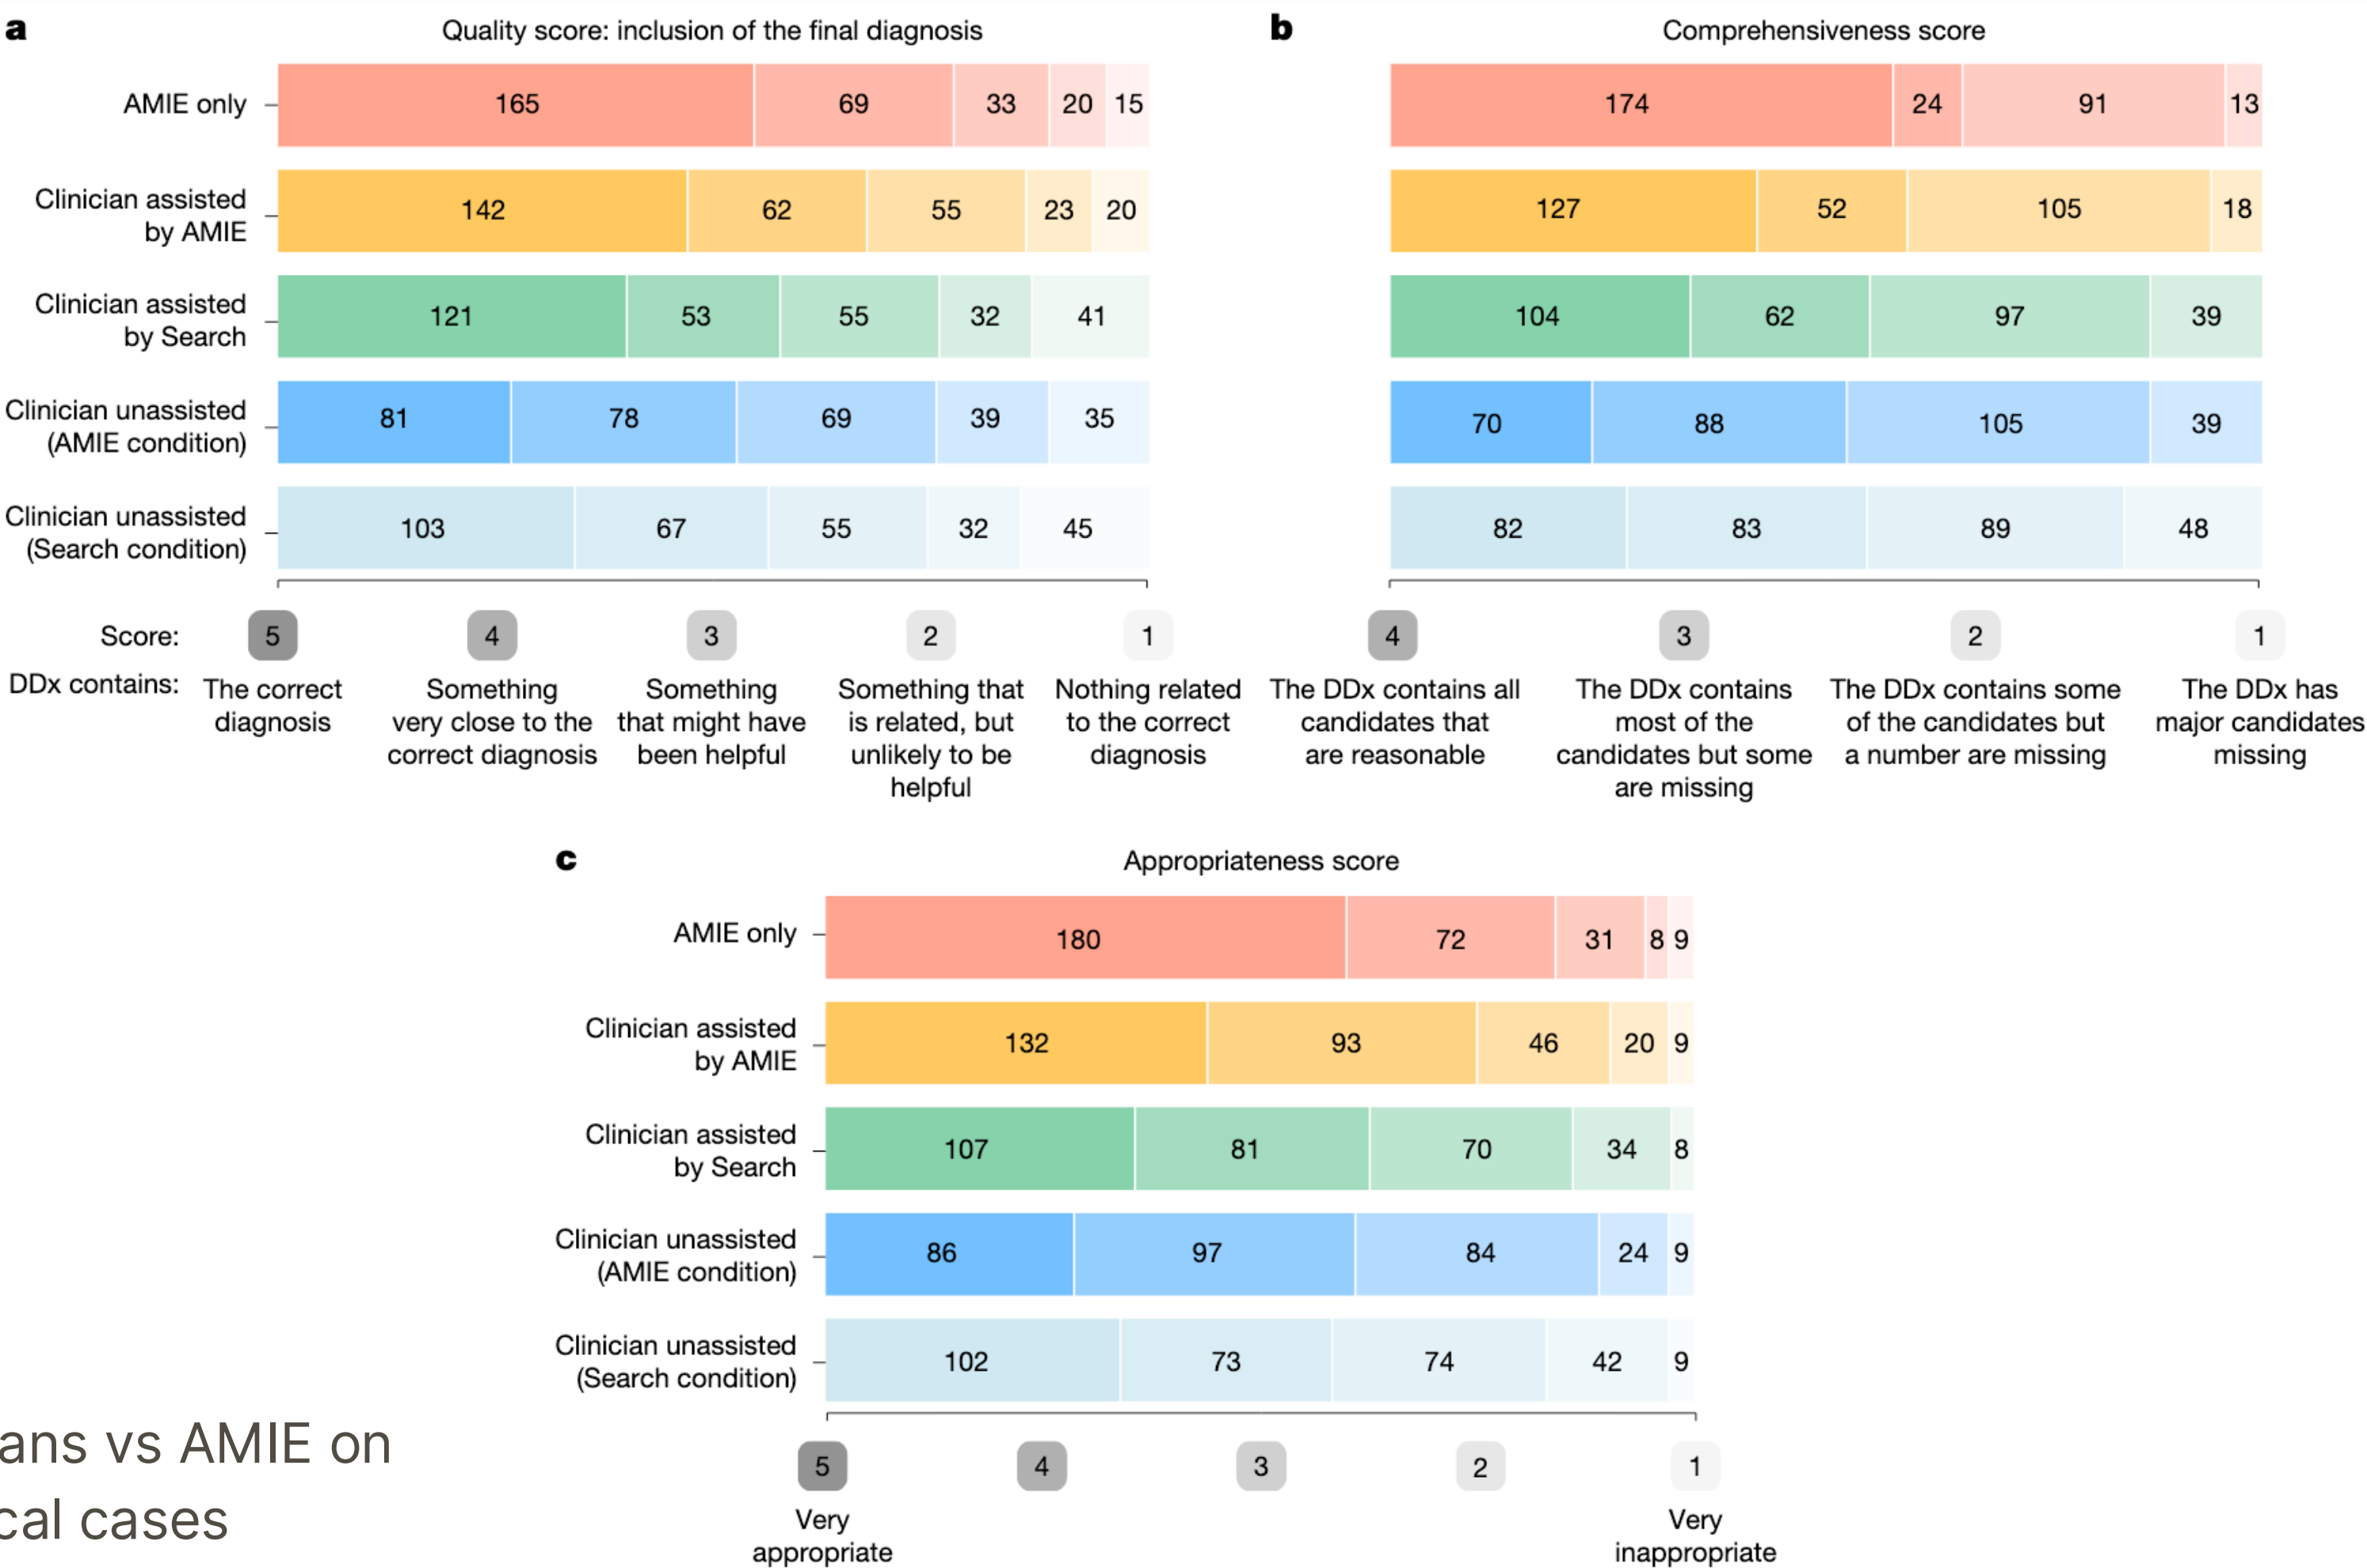 a
Quality score: inclusion of the final diagnosis
AMIE only
165 69 33 20 15
Clinician assisted
by AMIE
142 62 55 23 20
Clinician assisted
by Search
121 53 55 32 41
Clinician unassisted
(AMIE condition)
81 78 69 39 35
Clinician unassisted
(Search condition)
103 67 55 32 45
Score:
5 4 3 2 1
DDx contains:
The correct
diagnosis
Something
very close to the
correct diagnosis
Something
that might have
been helpful
Something that
is related, but
unlikely to be
helpful
Nothing related
to the correct
diagnosis
b
Comprehensiveness score
174 24 91 13
127 52 105 18
104 62 97 39
70 88 105 39
82 83 89 48
4 3 2 1
The DDx contains all
candidates that
are reasonable
The DDx contains
most of the
candidates but some
are missing
The DDx contains some
of the candidates but
a number are missing
The DDx has
major candidates
missing
c
Appropriateness score
AMIE only
180 72 31 8 9
Clinician assisted
by AMIE
132 93 46 20 9
Clinician assisted
by Search
107 81 70 34 8
Clinician unassisted
(AMIE condition)
86 97 84 24 9
Clinician unassisted
(Search condition)
102 73 74 42 9
5 4 3 2 1
Very
appropriate
Very
inappropriate
ans vs AMIE on
cal cases